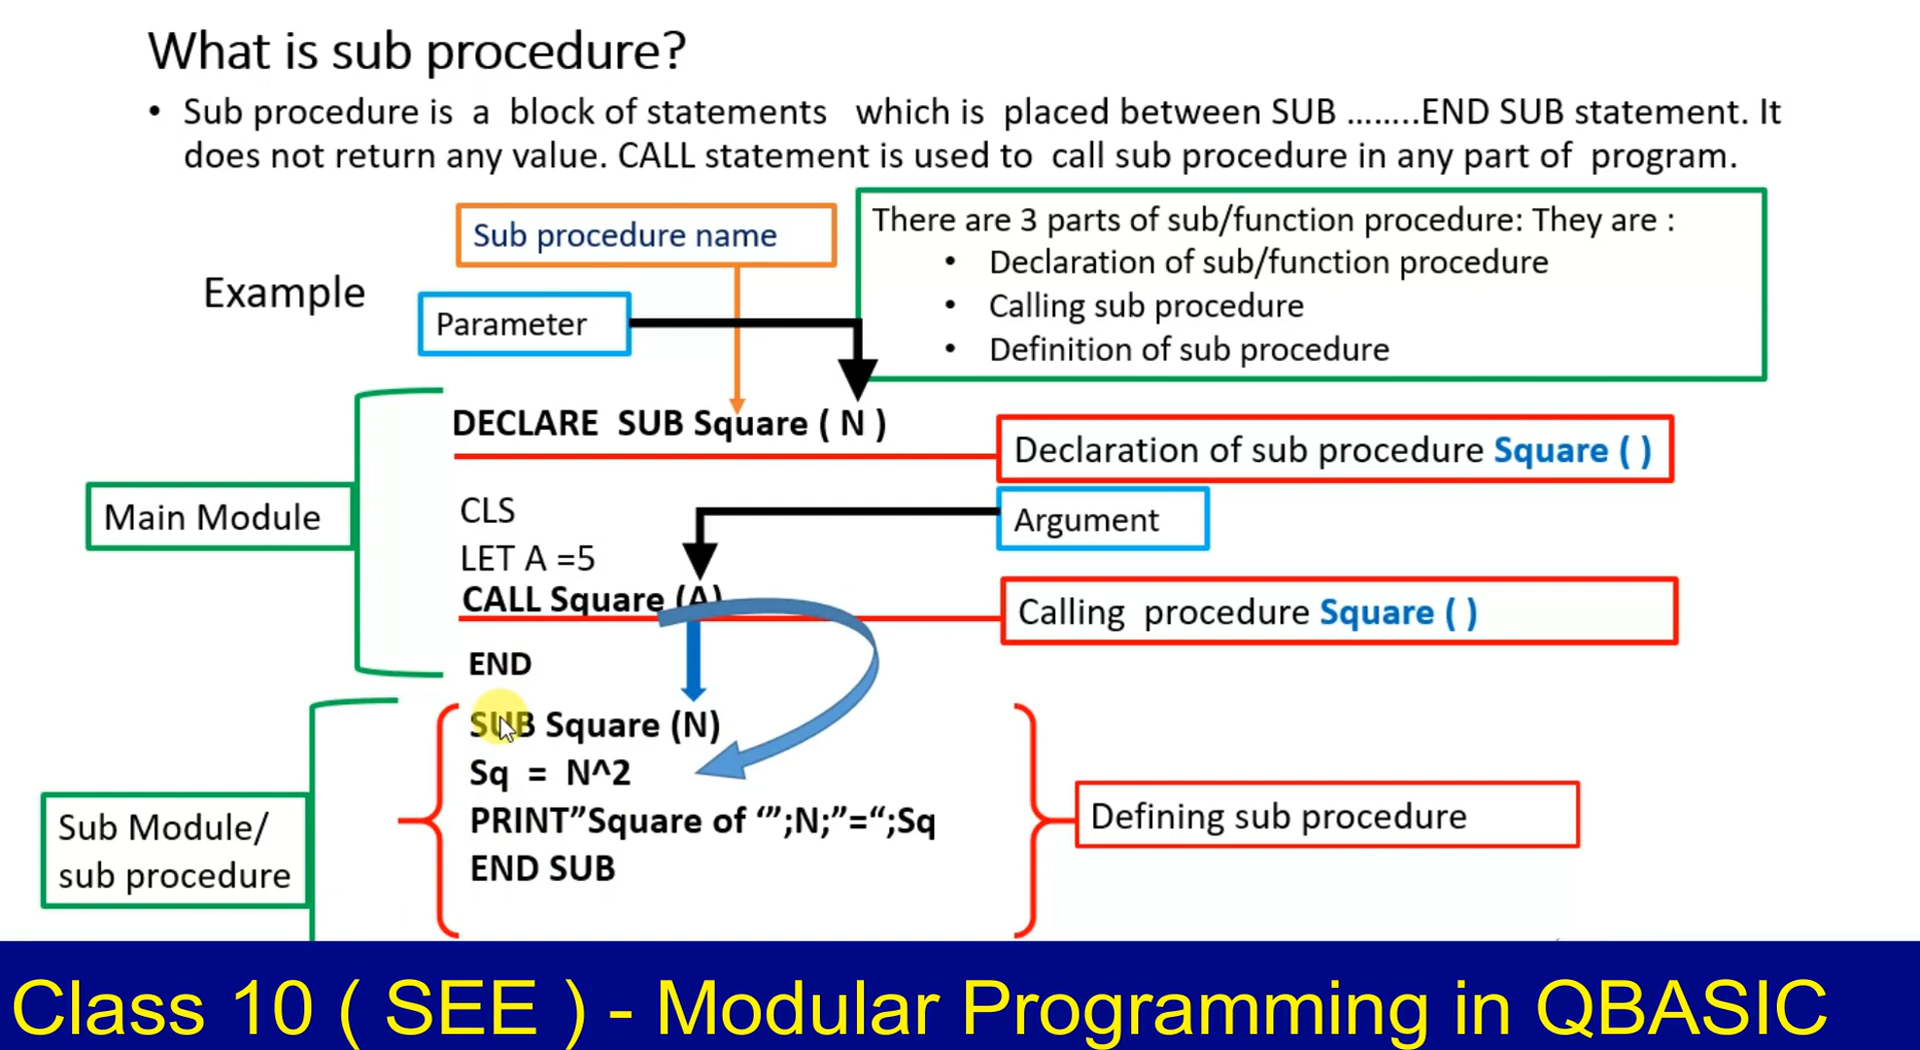 What is sub procedure?
• Sub procedure is a block of statements which is placed between SUB ........END SUB statement. It
does not return any value. CALL statement is used to call sub procedure in any part of program.
Sub procedure name
There are 3 parts of sub/function procedure: They are :
• Declaration of sub/function procedure
• Calling sub procedure
• Definition of sub procedure
Example
Parameter
DECLARE SUB Square ( N )
Declaration of sub procedure Square ( )
Main Module
CLS
Argument
LET A =5
CALL Square (A)
Calling procedure Square ( )
END
SUB Square (N)
Sq = N^2
PRINT”Square of ‘”;N;”=“;Sq
END SUB
Sub Module/
sub procedure
Defining sub procedure
Class 10 ( SEE ) - Modular Programming in QBASIC